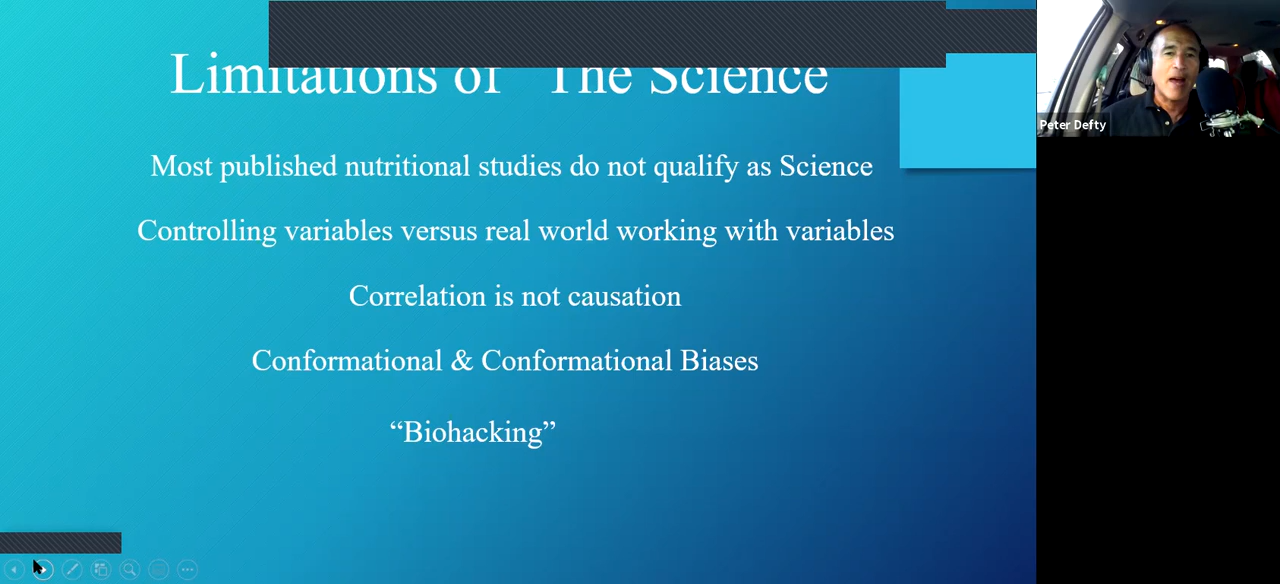 Limitations of "The Science
Most published nutritional studies do not qualify as Science
Controlling variables versus real world working with variables
Correlation is not causation
Conformational & Conformational Biases
“Biohacking”
Peter Defty